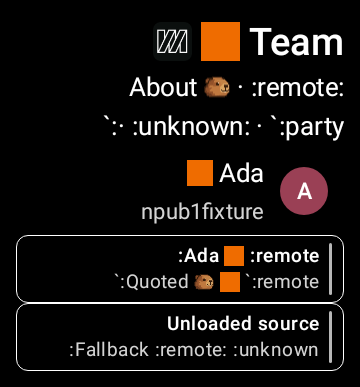 Team
About · :remote:
`:· :unknown: · `:party
Ada
A
npub1fixture
:Ada :remote
`:Quoted `:remote
Unloaded source
:Fallback :remote: :unknown